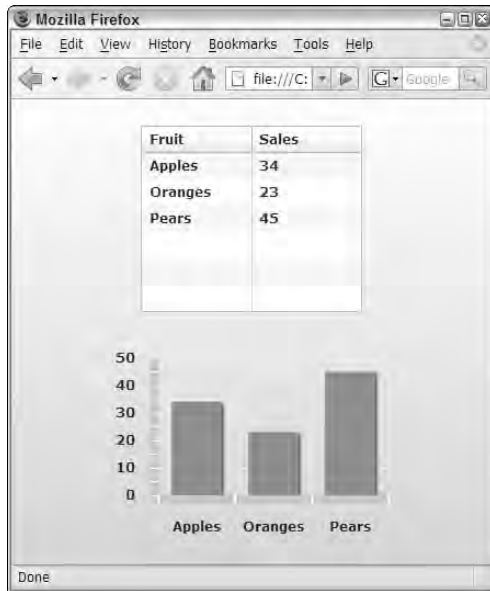 Mozilla Firefox
File Edit View History Bookmarks Tools Help
file:///C: G Google
Fruit Sales
Apples 34
Oranges 23
Pears 45
50
40
30
20
10
0
Apples Oranges Pears
Done